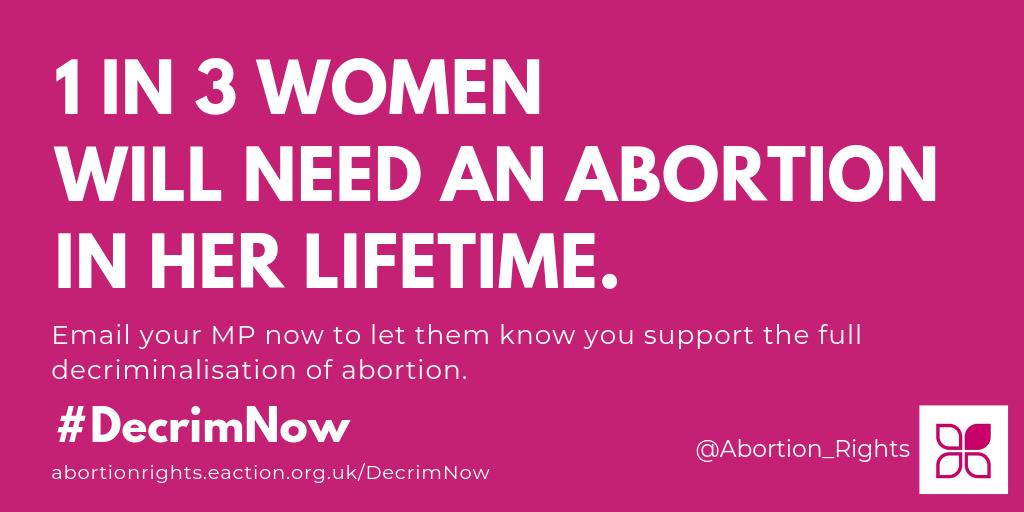 1 IN 3 WOMEN
WILL NEED AN ABORTION
IN HER LIFETIME.
Email your MP now to let them know you support the full
decriminalisation of abortion.
#DecrimNow
@Abortion_Rights
abortionrights.eaction.org.uk/DecrimNow